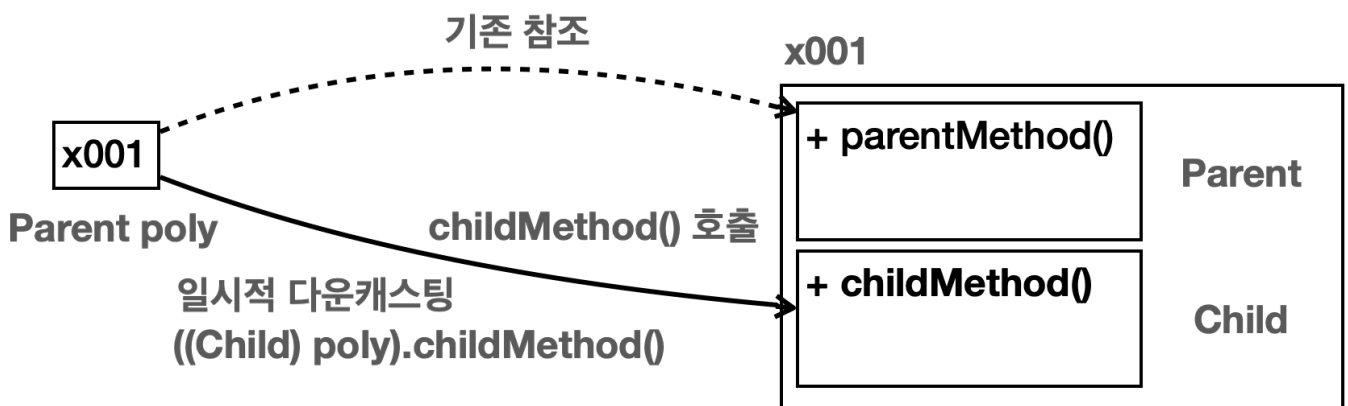 기존 참조
x001
x001
+ parentMethod()
Parent
Parent poly
childMethod() 호출
일시적 다운캐스팅
((Child) poly).childMethod()
+ childMethod()
Child